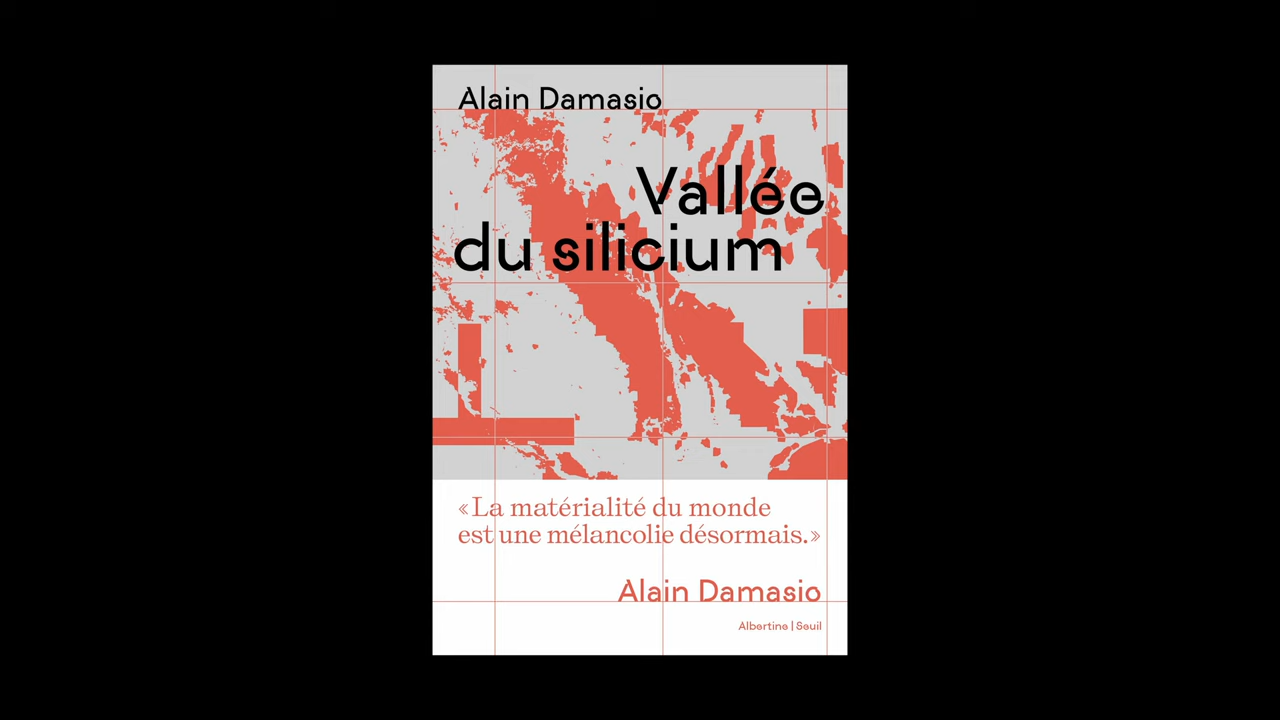 Alain Damasio
Vallée
du silicium
« La matérialité du monde
est une mélancolie désormais. »
Alain Damasio
Albertine | Seuil